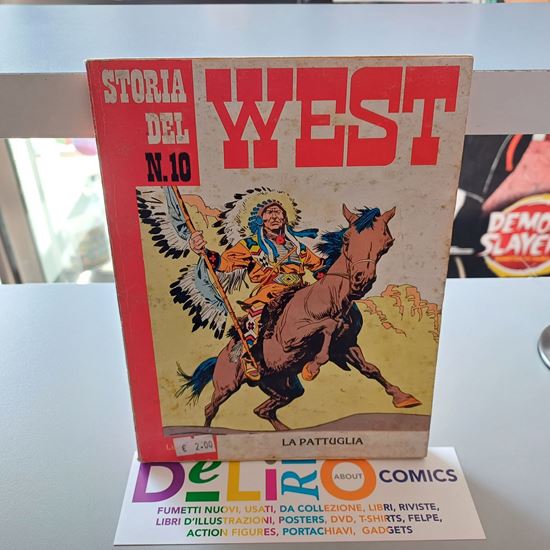 STORIA
DEL
N.10
WEST
DEMON
SLAYER
€ 2.00
LA PATTUGLIA
DeLiRIO
ABOUT
COMICS
FUMETTI NUOVI, USATI, DA COLLEZIONE, LIBRI, RIVISTE,
LIBRI D'ILLUSTRAZIONI, POSTERS, DVD, T-SHIRTS, FELPE,
ACTION FIGURES, PORTACHIAVI, GADGETS